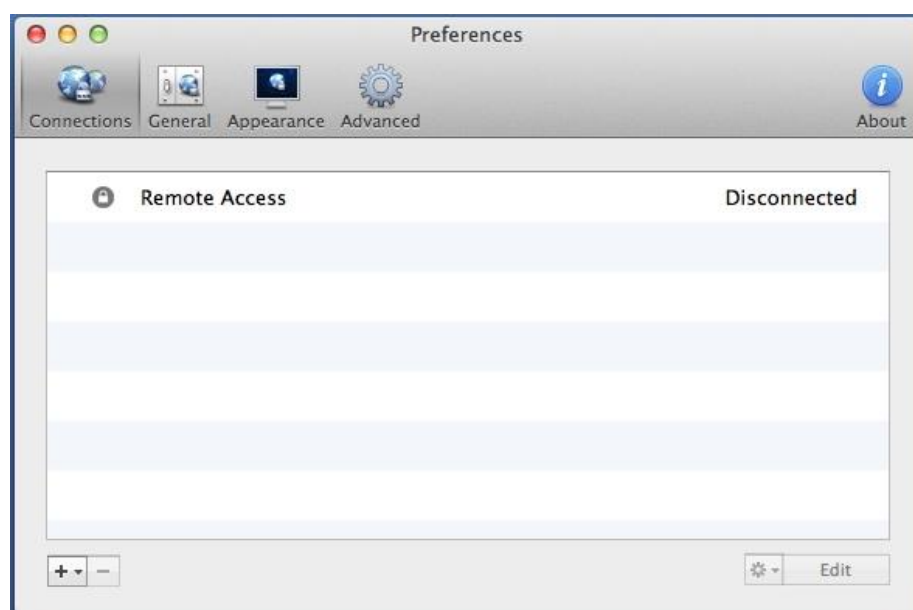 Preferences
Connections General Appearance Advanced About
Remote Access Disconnected
Edit